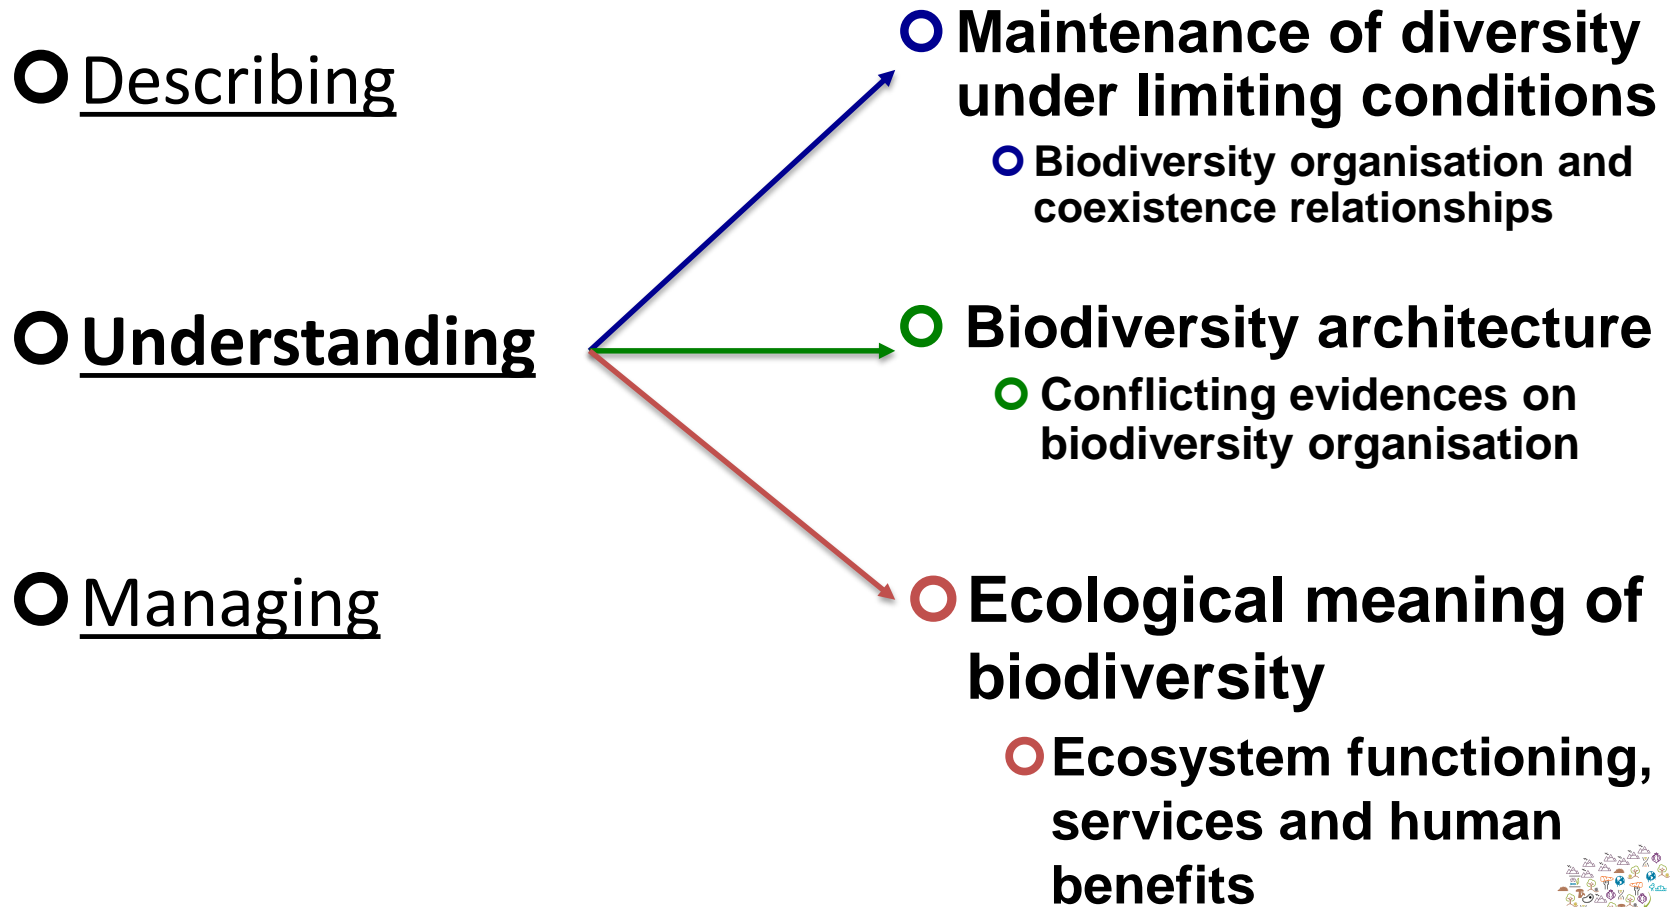 Describing
Understanding
Managing
Maintenance of diversity
under limiting conditions
Biodiversity organisation and
coexistence relationships
Biodiversity architecture
Conflicting evidences on
biodiversity organisation
Ecological meaning of
biodiversity
Ecosystem functioning,
services and human
benefits